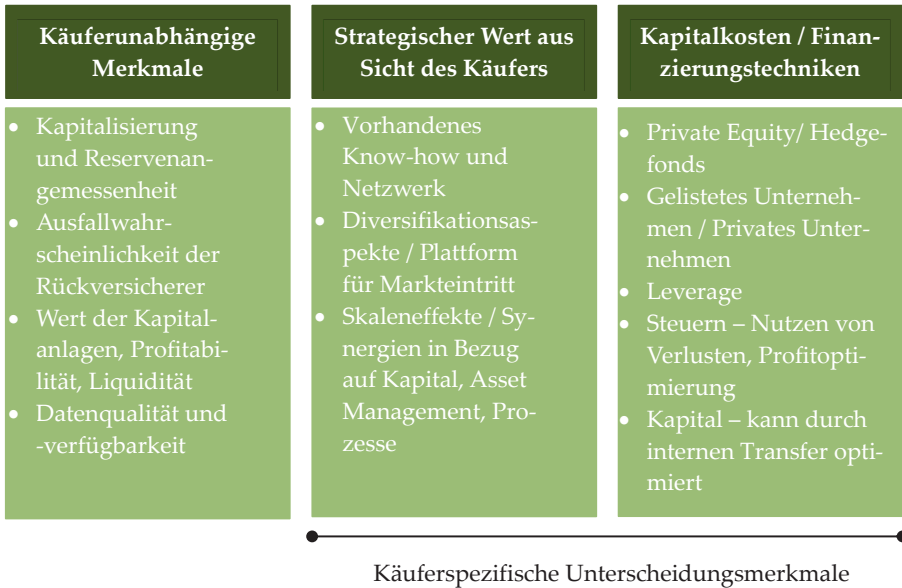 Käuferunabhängige
Merkmale
• Kapitalisierung
und Reservenan-
gemessenheit
• Ausfallwahr-
scheinlichkeit der
Rückversicherer
• Wert der Kapital-
anlagen, Profitabi-
lität, Liquidität
• Datenqualität und
-verfügbarkeit
Strategischer Wert aus
Sicht des Käufers
• Vorhandenes
Know-how und
Netzwerk
• Diversifikationsas-
pekte / Plattform
für Markteintritt
• Skaleneffekte / Sy-
nergien in Bezug
auf Kapital, Asset
Management, Pro-
zesse
Kapitalkosten / Finan-
zierungstechniken
• Private Equity/ Hedge-
fonds
• Gelistetes Unterneh-
men / Privates Unter-
nehmen
• Leverage
• Steuern – Nutzen von
Verlusten, Profitopti-
mierung
• Kapital – kann durch
internen Transfer opti-
miert
Käuferspezifische Unterscheidungsmerkmale